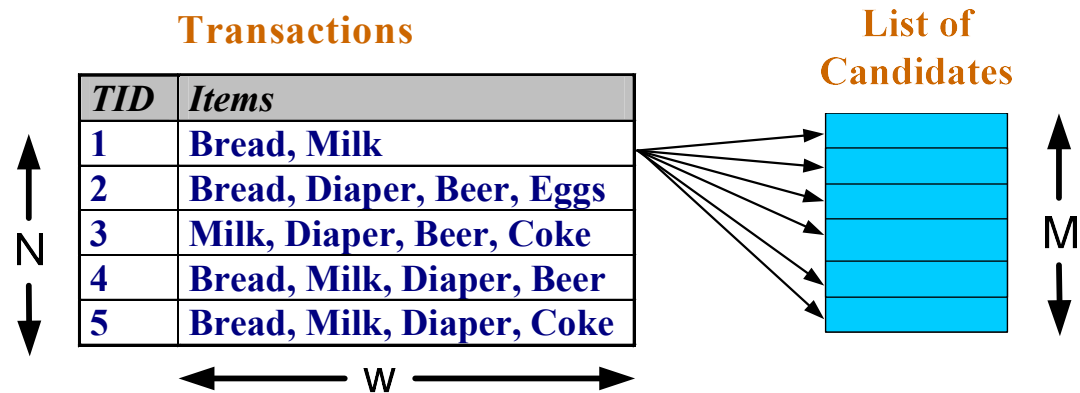 Transactions
List of
Candidates
TID Items
1 Bread, Milk
2 Bread, Diaper, Beer, Eggs
3 Milk, Diaper, Beer, Coke
4 Bread, Milk, Diaper, Beer
5 Bread, Milk, Diaper, Coke
N
M
w